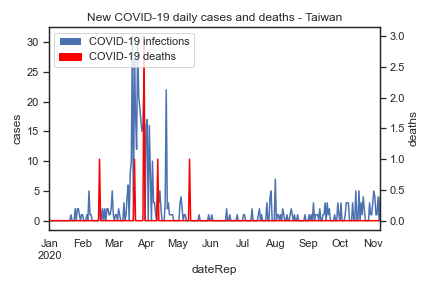 New COVID-19 daily cases and deaths - Taiwan
COVID-19 infections
COVID-19 deaths
cases
30
25
20
15
10
5
0
deaths
3.0
2.5
2.0
1.5
1.0
0.5
0.0
Jan Feb Mar Apr May Jun Jul Aug Sep Oct Nov
2020
dateRep